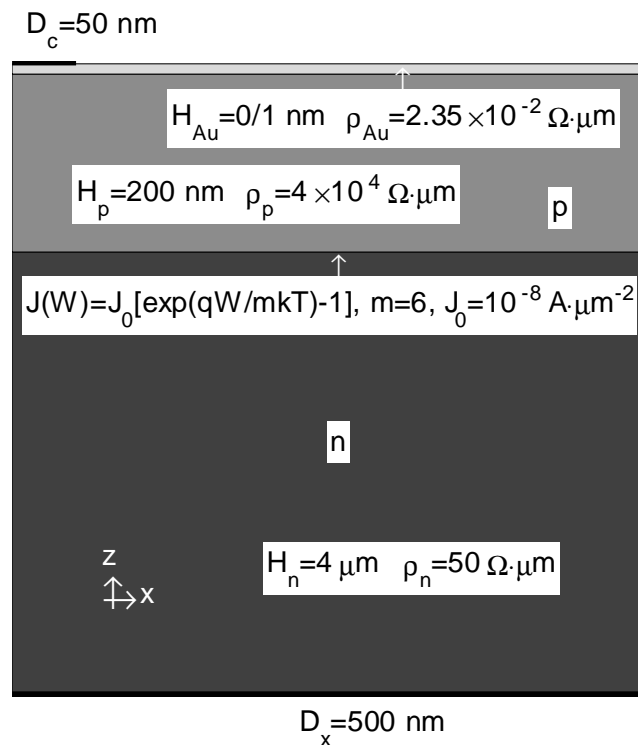 D_c=50 nm
H_Au=0/1 nm ρ_Au=2.35×10^-2 Ω·μm
H_p=200 nm ρ_p=4×10^4 Ω·μm
p
J(W)=J_0[exp(qW/mkT)-1], m=6, J_0=10^-8 A·μm^-2
n
z
x
H_n=4 μm ρ_n=50 Ω·μm
D_x=500 nm